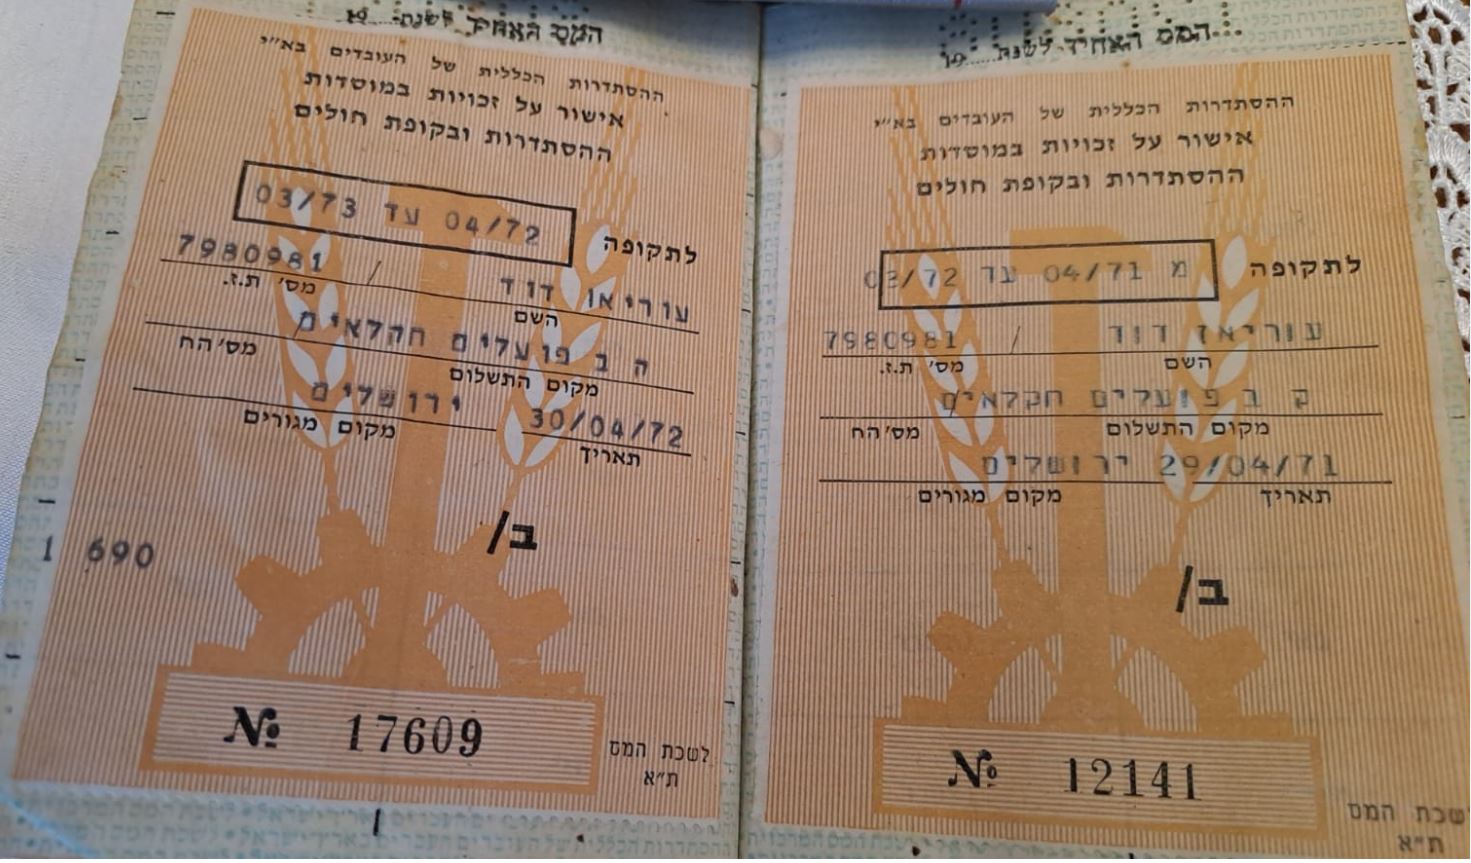 המס האחיד לשנת 19
ההסתדרות הכללית של העובדים בא״י
אישור על זכויות במוסדות
ההסתדרות ובקופת חולים
לתקופה 04/72 עד 03/73
עוריאו דוד / 7980981
השם מס׳ ת.ז.
ק ב פועלים חקלאים
מקום התשלום מס׳ הח
30/04/72 ירושלים
תאריך מקום מגורים
ב/
1 690
№ 17609
לשכת המס
ת״א
המס האחיד לשנת 19
ההסתדרות הכללית של העובדים בא״י
אישור על זכויות במוסדות
ההסתדרות ובקופת חולים
לתקופה מ 04/71 עד 03/72
עוריאז דוד / 7980981
השם מס׳ ת.ז.
ק ב פועלים חקלאים
מקום התשלום מס׳ הח
29/04/71 ירושלים
תאריך מקום מגורים
ב/
№ 12141
לשכת המס
ת״א